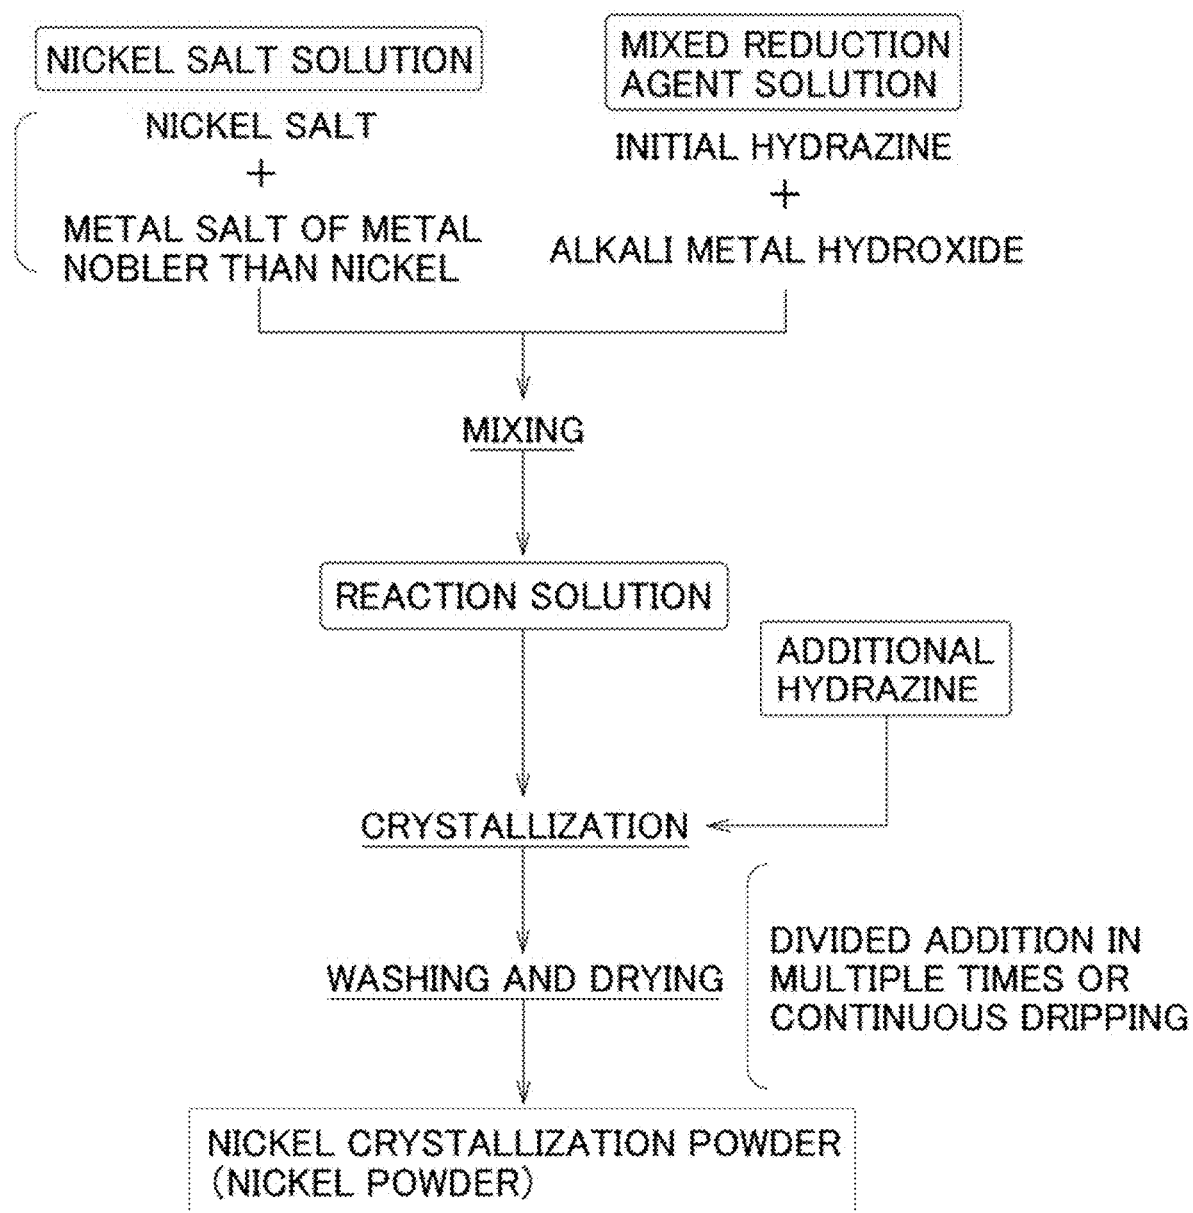 NICKEL SALT SOLUTION
NICKEL SALT
+
METAL SALT OF METAL
NOBLER THAN NICKEL
MIXED REDUCTION
AGENT SOLUTION
INITIAL HYDRAZINE
+
ALKALI METAL HYDROXIDE
MIXING
REACTION SOLUTION
ADDITIONAL
HYDRAZINE
CRYSTALLIZATION
DIVIDED ADDITION IN
MULTIPLE TIMES OR
CONTINUOUS DRIPPING
WASHING AND DRYING
NICKEL CRYSTALLIZATION POWDER
(NICKEL POWDER)